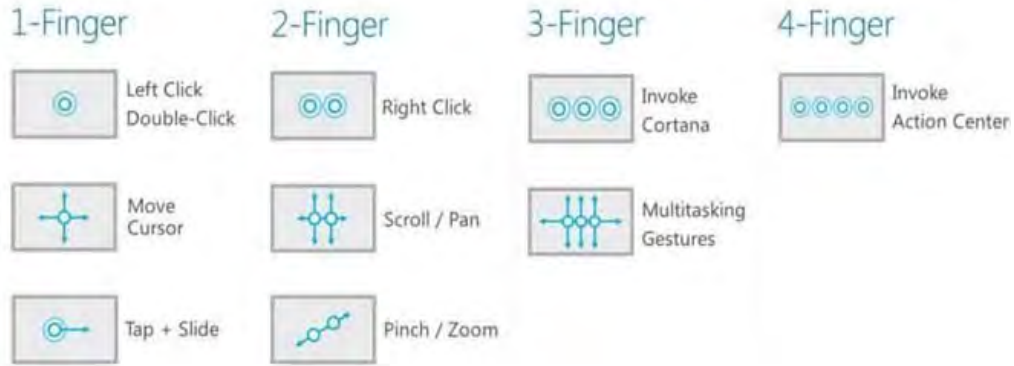 1-Finger
2-Finger
3-Finger
4-Finger
Left Click
Double-Click
Right Click
Invoke
Cortana
Invoke
Action Center
Move
Cursor
Scroll / Pan
Multitasking
Gestures
Tap + Slide
Pinch / Zoom